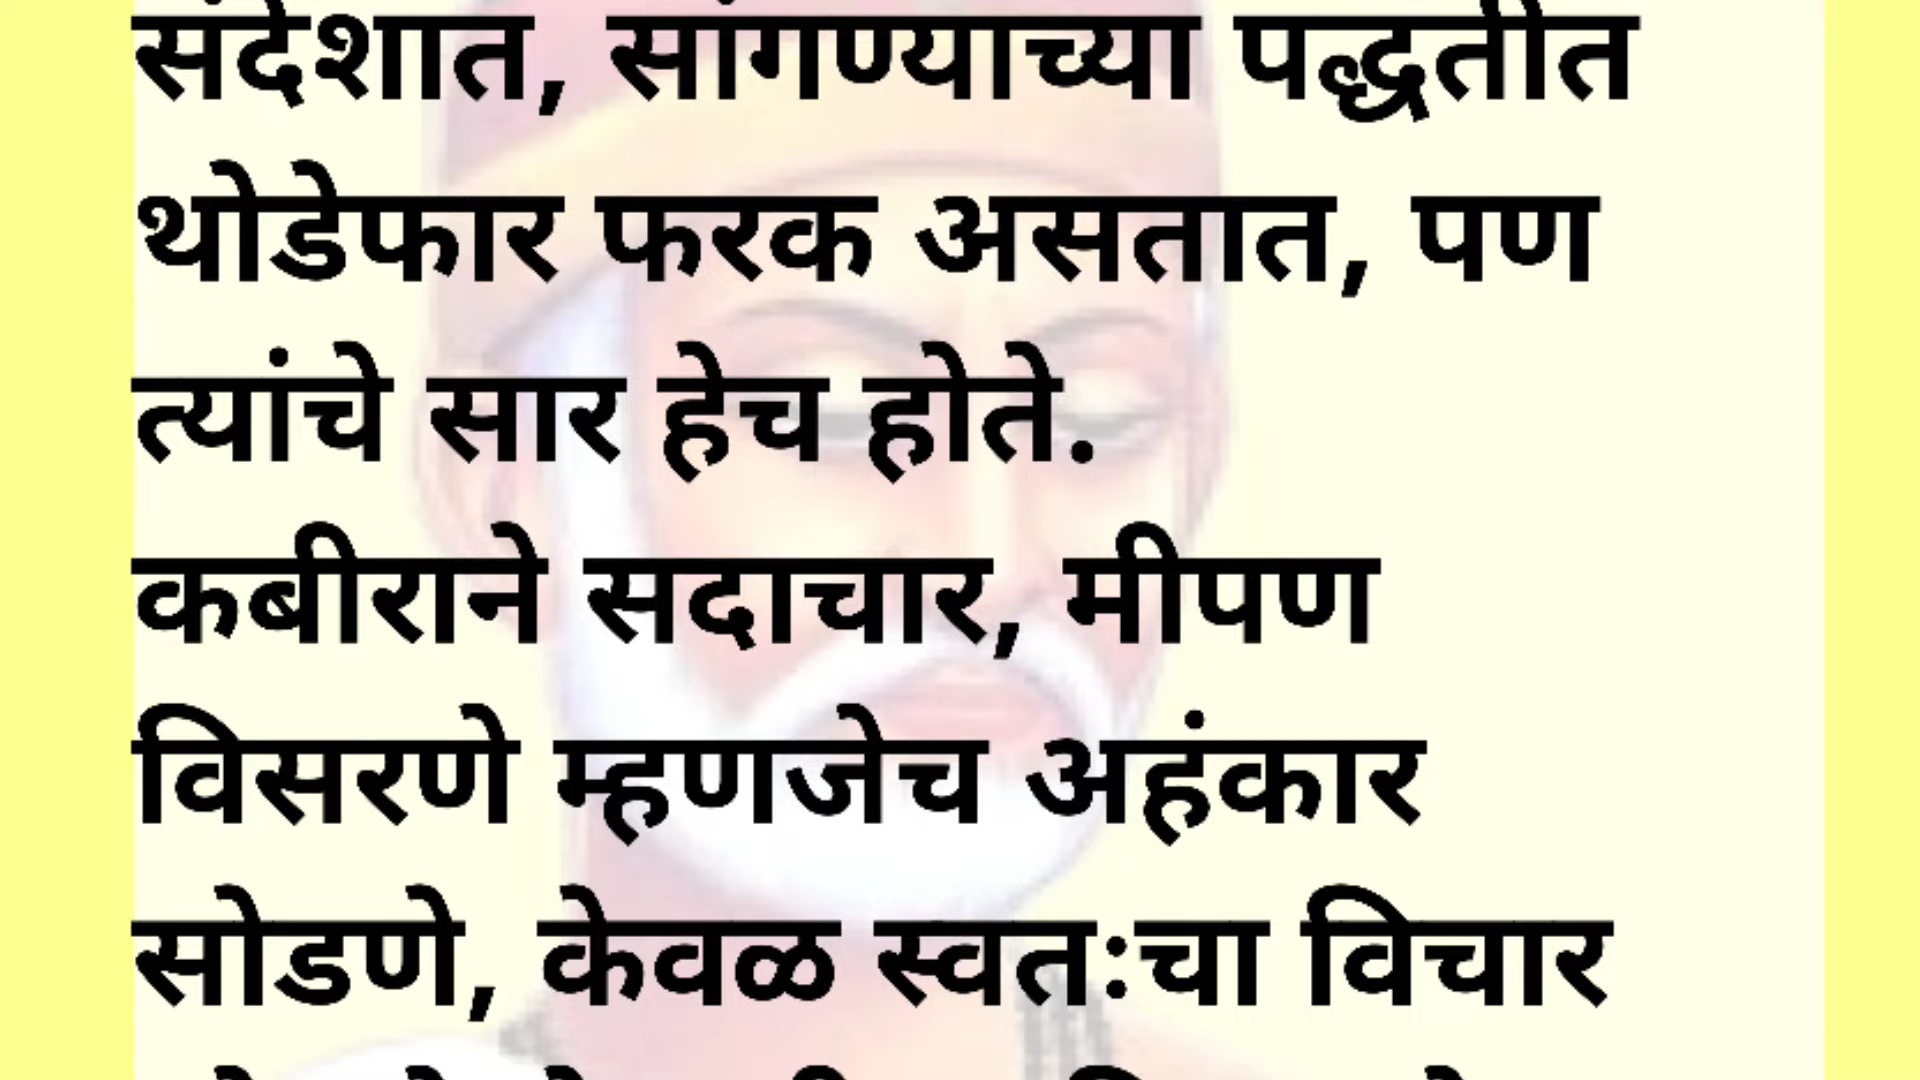 संदेशात, सांगण्याच्या पद्धतीत
थोडेफार फरक असतात, पण
त्यांचे सार हेच होते.
कबीराने सदाचार, मीपण
विसरणे म्हणजेच अहंकार
सोडणे, केवळ स्वतःचा विचार